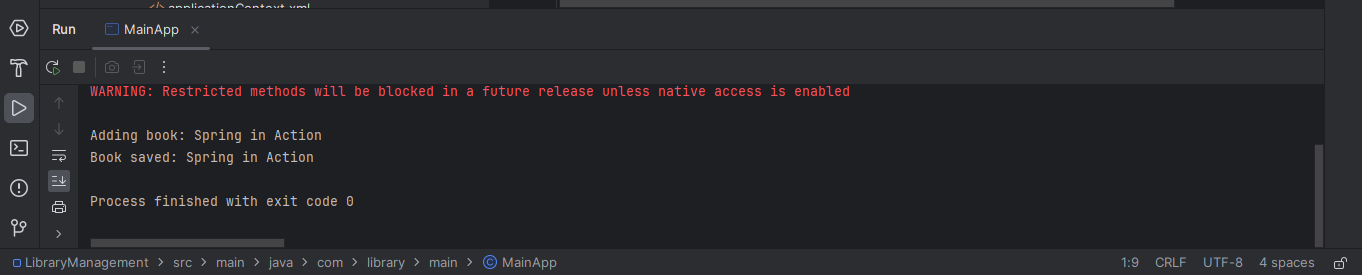 applicationContext.xml
Run MainApp
WARNING: Restricted methods will be blocked in a future release unless native access is enabled
Adding book: Spring in Action
Book saved: Spring in Action
Process finished with exit code 0
LibraryManagement > src > main > java > com > library > main > MainApp 1:9 CRLF UTF-8 4 spaces